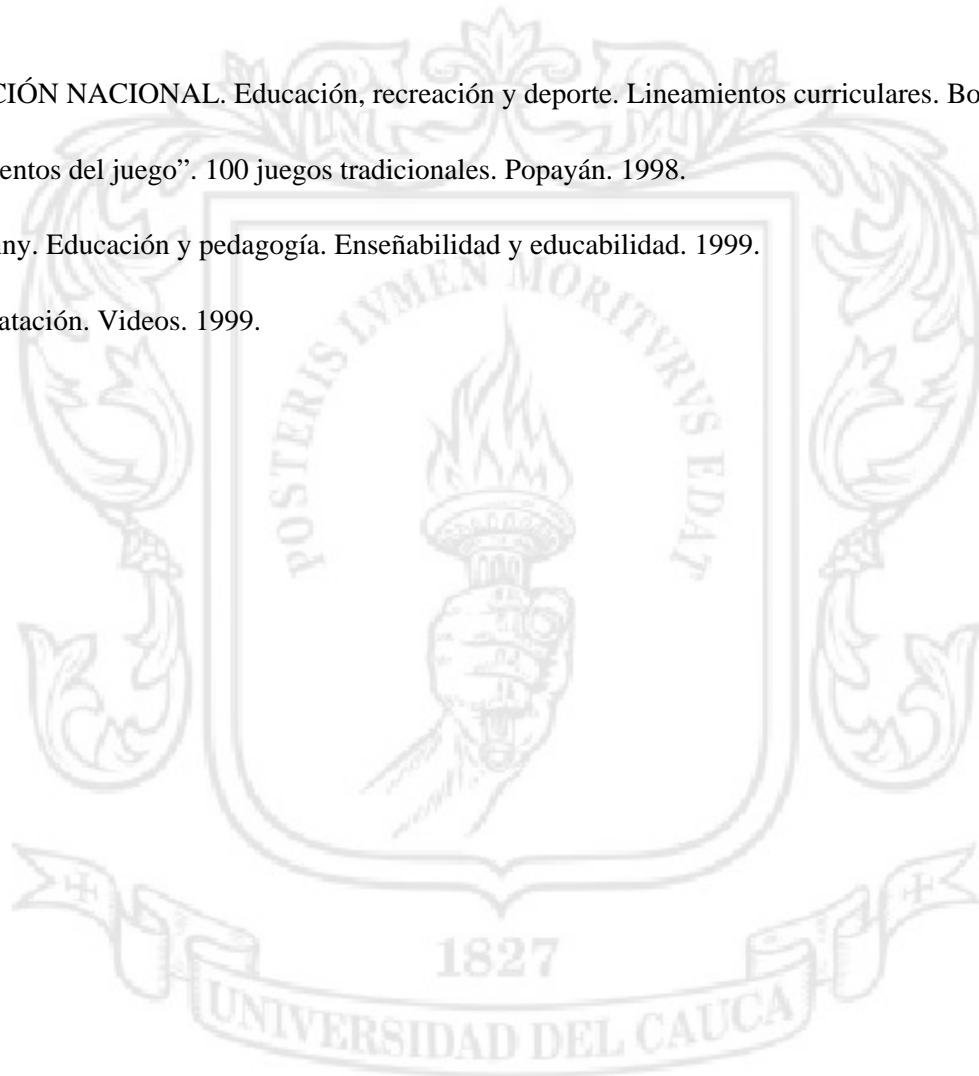 CIÓN NACIONAL. Educación, recreación y deporte. Lineamientos curriculares. Bo
entos del juego”. 100 juegos tradicionales. Popayán. 1998.
nny. Educación y pedagogía. Enseñabilidad y educabilidad. 1999.
atación. Videos. 1999.
POSTERIS LVMEN MORITVRVS EDAT
1827
UNIVERSIDAD DEL CAUCA